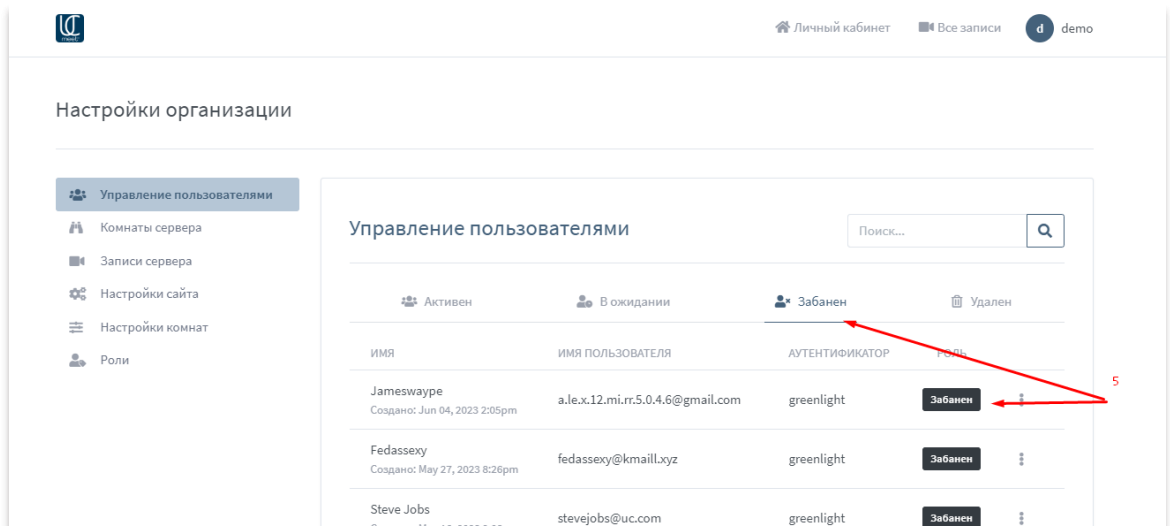 UC
meet
Личный кабинет
Все записи
d
demo
Настройки организации
Управление пользователями
Комнаты сервера
Записи сервера
Настройки сайта
Настройки комнат
Роли
Управление пользователями
Поиск...
Активен
В ожидании
Забанен
Удален
ИМЯ
ИМЯ ПОЛЬЗОВАТЕЛЯ
АУТЕНТИФИКАТОР
РОЛЬ
5
Jameswaype
Создано: Jun 04, 2023 2:05pm
a.le.x.12.mi.rr.5.0.4.6@gmail.com
greenlight
Забанен
Fedassexy
Создано: May 27, 2023 8:26pm
fedassexy@kmaill.xyz
greenlight
Забанен
Steve Jobs
stevejobs@uc.com
greenlight
Забанен